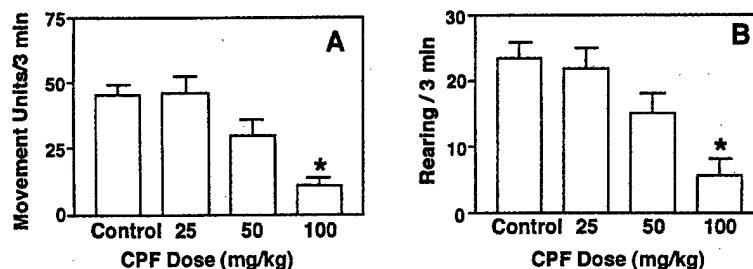 A
Movement Units/3 min
75
50
25
0
*
Control 25 50 100
CPF Dose (mg/kg)
B
Rearing / 3 min
30
20
10
0
*
Control 25 50 100
CPF Dose (mg/kg)